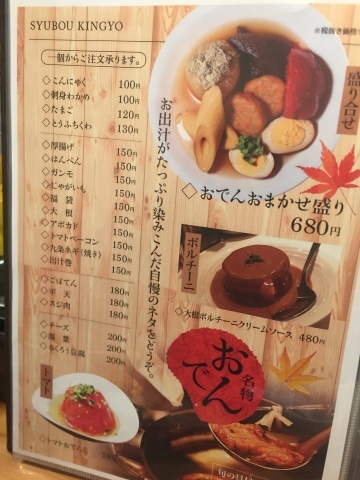 SYUBOU KINGYO
※税抜き価格
一個からご注文承ります。
◇こんにゃく 100円
◇刺身わかめ 100円
◇たまご 120円
◇とうふちくわ 130円
◇厚揚げ 150円
◇はんぺん 150円
◇ガンモ 150円
◇じゃがいも 150円
◇福袋 150円
◇大根 150円
◇アボカド 150円
◇トマトベーコン 150円
◇九条ネギ(焼き) 150円
◇出汁巻 150円
◇ごぼてん 180円
◇平天 180円
◇スジ肉 180円
◇チーズ 200円
◇湯葉 200円
◇おぼろ豆腐 200円
お出汁がたっぷり染みこんだ自慢のネタをどうぞ。
盛り合せ
◇おでんおまかせ盛り
680円
ポルチーニ
◇大根ポルチーニクリームソース 480円
トマト
◇トマトおでん
名物
おでん
旬の